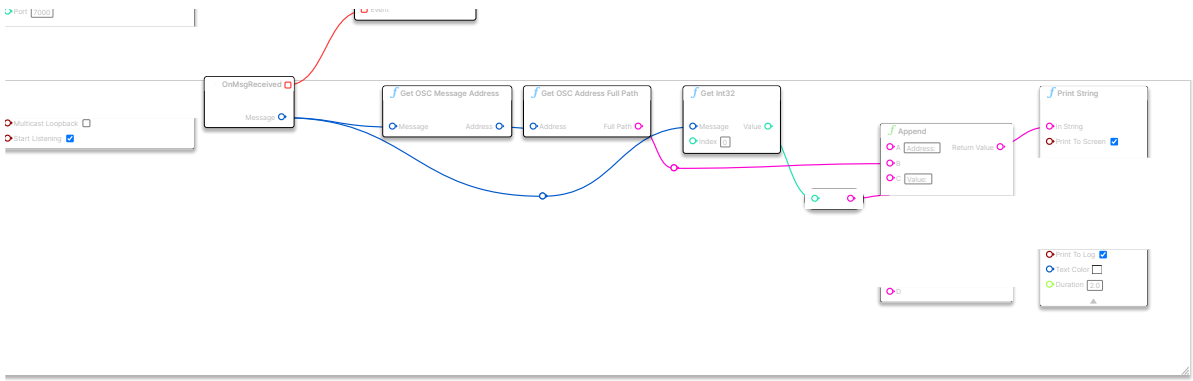 Port 7000
Event
OnMsgReceived
Message
Multicast Loopback
Start Listening
Get OSC Message Address
Message Address
Get OSC Address Full Path
Address Full Path
Get Int32
Message Value
Index 0
Append
A Address: Return Value
B
C Value:
D
Print String
In String
Print To Screen
Print To Log
Text Color
Duration 2.0